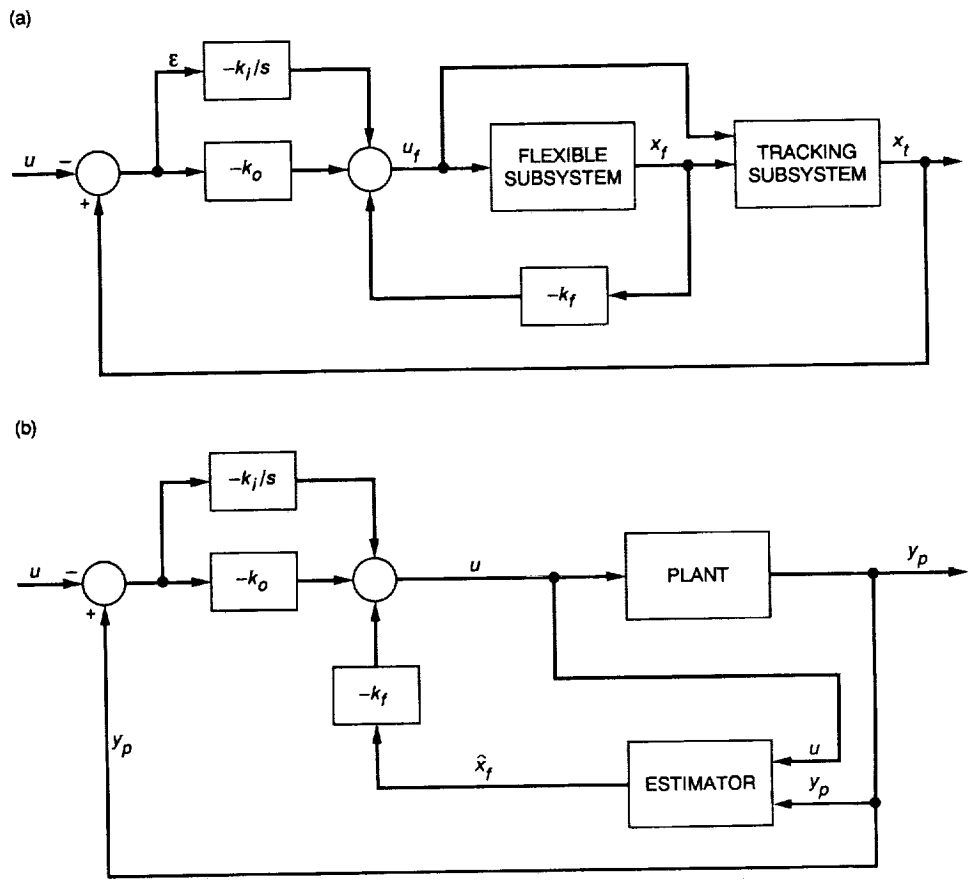 (a)
ε
−k_i/s
u
−
−k_o
u_f
FLEXIBLE
SUBSYSTEM
x_f
TRACKING
SUBSYSTEM
x_t
+
−k_f
(b)
−k_i/s
u
−
−k_o
u
PLANT
y_p
+
−k_f
y_p
x̂_f
ESTIMATOR
u
y_p